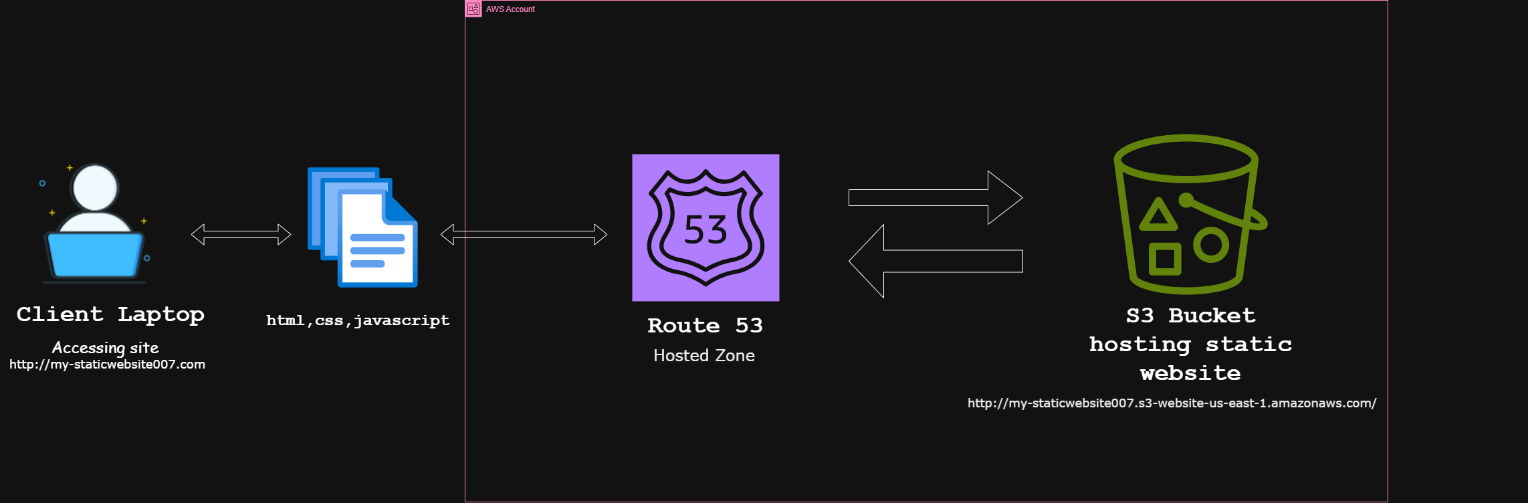 AWS Account
53
Client Laptop
Accessing site
http://my-staticwebsite007.com
html,css,javascript
Route 53
Hosted Zone
S3 Bucket
hosting static
website
http://my-staticwebsite007.s3-website-us-east-1.amazonaws.com/